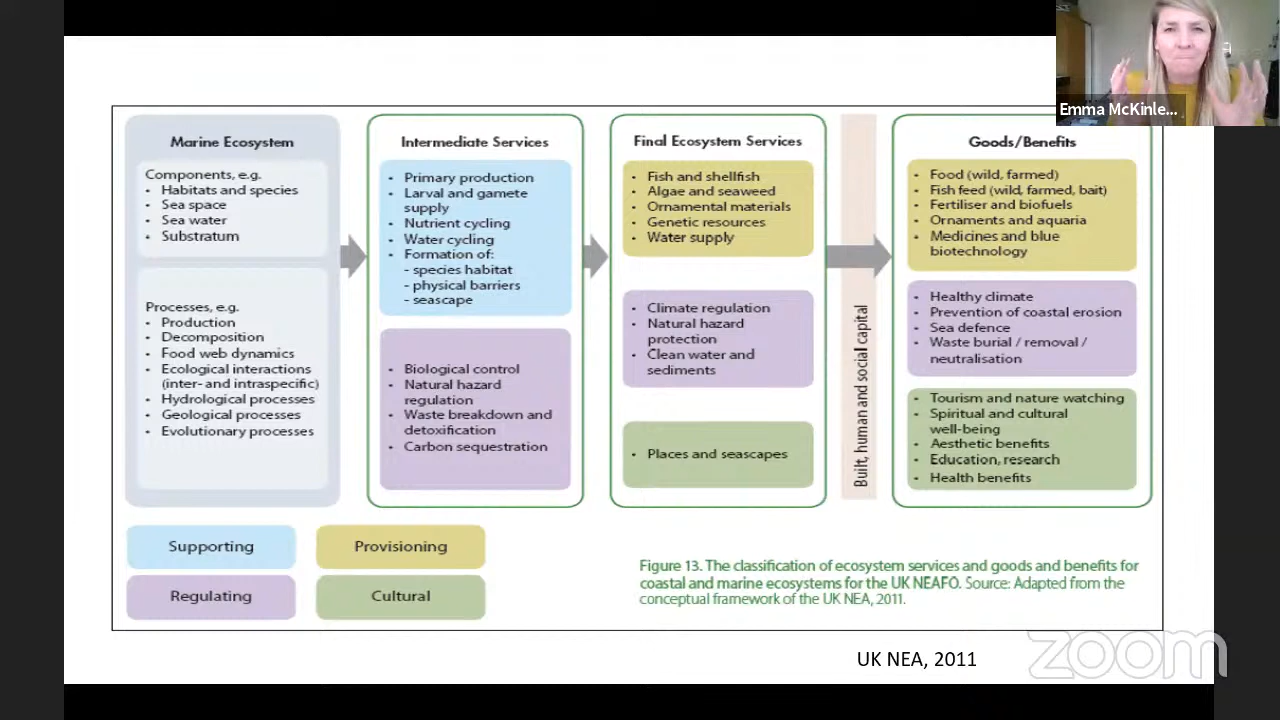 Emma McKinle...
Marine Ecosystem
Components, e.g.
• Habitats and species
• Sea space
• Sea water
• Substratum
Processes, e.g.
• Production
• Decomposition
• Food web dynamics
• Ecological interactions
(inter- and intraspecific)
• Hydrological processes
• Geological processes
• Evolutionary processes
Intermediate Services
• Primary production
• Larval and gamete
supply
• Nutrient cycling
• Water cycling
• Formation of:
- species habitat
- physical barriers
- seascape
• Biological control
• Natural hazard
regulation
• Waste breakdown and
detoxification
• Carbon sequestration
Final Ecosystem Services
• Fish and shellfish
• Algae and seaweed
• Ornamental materials
• Genetic resources
• Water supply
• Climate regulation
• Natural hazard
protection
• Clean water and
sediments
• Places and seascapes
Built, human and social capital
Goods/Benefits
• Food (wild, farmed)
• Fish feed (wild, farmed, bait)
• Fertiliser and biofuels
• Ornaments and aquaria
• Medicines and blue
biotechnology
• Healthy climate
• Prevention of coastal erosion
• Sea defence
• Waste burial / removal /
neutralisation
• Tourism and nature watching
• Spiritual and cultural
well-being
• Aesthetic benefits
• Education, research
• Health benefits
Supporting
Provisioning
Regulating
Cultural
Figure 13. The classification of ecosystem services and goods and benefits for
coastal and marine ecosystems for the UK NEAFO. Source: Adapted from the
conceptual framework of the UK NEA, 2011.
UK NEA, 2011
zoom